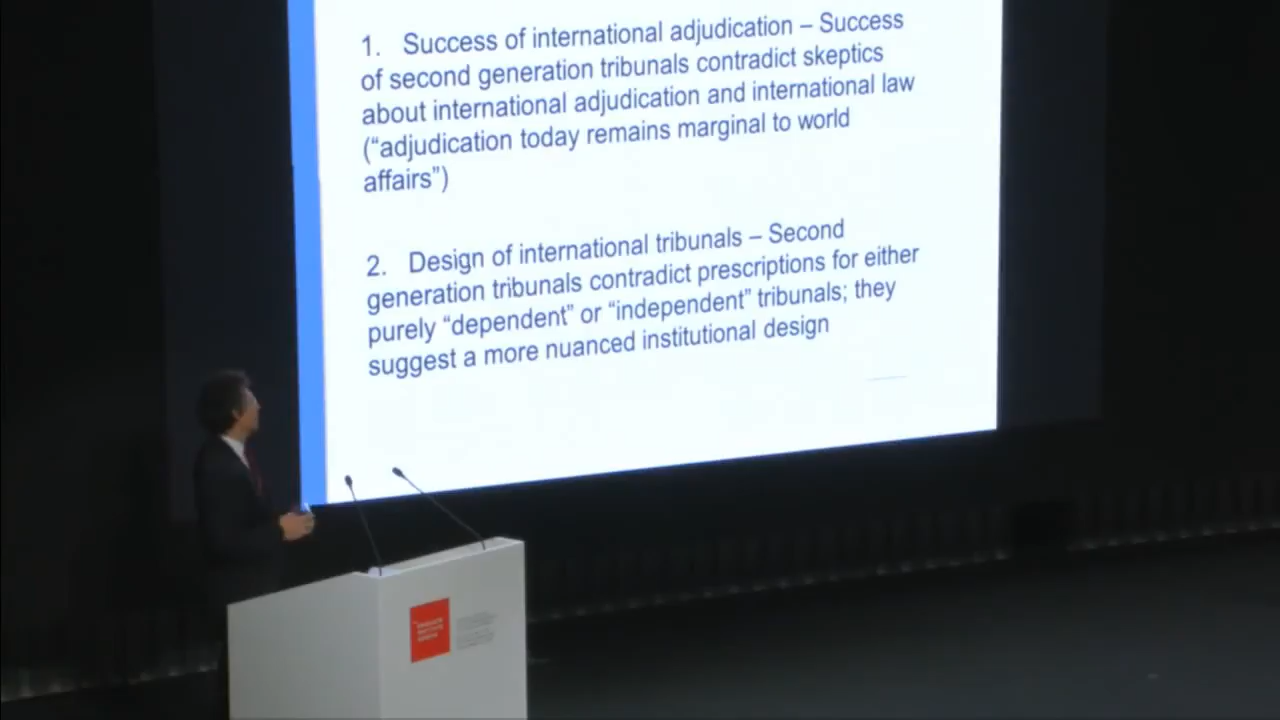 1. Success of international adjudication – Success
of second generation tribunals contradict skeptics
about international adjudication and international law
(“adjudication today remains marginal to world
affairs”)
2. Design of international tribunals – Second
generation tribunals contradict prescriptions for either
purely “dependent” or “independent” tribunals; they
suggest a more nuanced institutional design